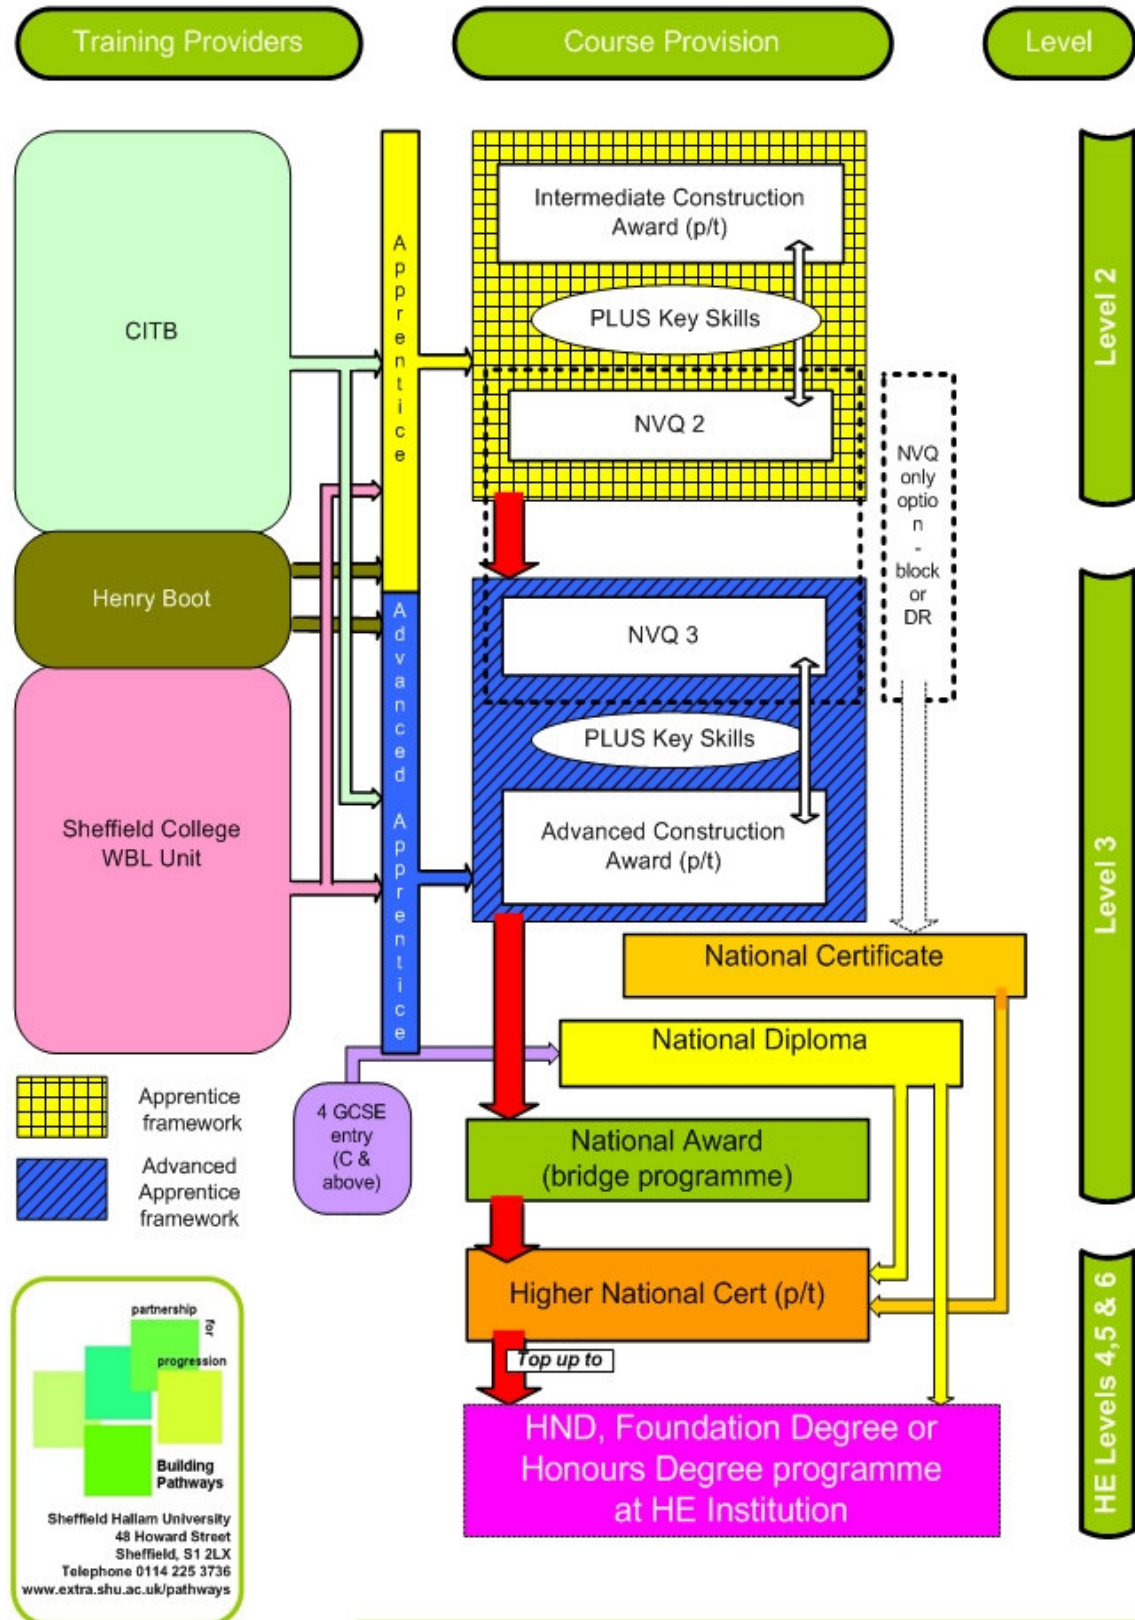 Training Providers
Course Provision
Level
CITB
Henry Boot
Sheffield College
WBL Unit
Apprentice
Advanced Apprentice
Intermediate Construction
Award (p/t)
PLUS Key Skills
NVQ 2
NVQ
only
optio
n
-
block
or
DR
NVQ 3
PLUS Key Skills
Advanced Construction
Award (p/t)
National Certificate
National Diploma
National Award
(bridge programme)
Higher National Cert (p/t)
Top up to
HND, Foundation Degree or
Honours Degree programme
at HE Institution
Level 2
Level 3
HE Levels 4,5 & 6
Apprentice
framework
Advanced
Apprentice
framework
4 GCSE
entry
(C &
above)
partnership
for
progression
Building
Pathways
Sheffield Hallam University
48 Howard Street
Sheffield, S1 2LX
Telephone 0114 225 3736
www.extra.shu.ac.uk/pathways